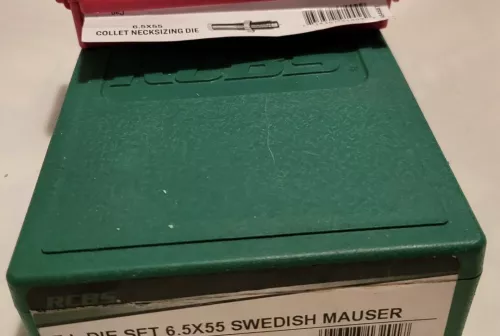 6.5X55
COLLET NECKSIZING DIE
RCBS
RCBS
DIE SET 6.5X55 SWEDISH MAUSER